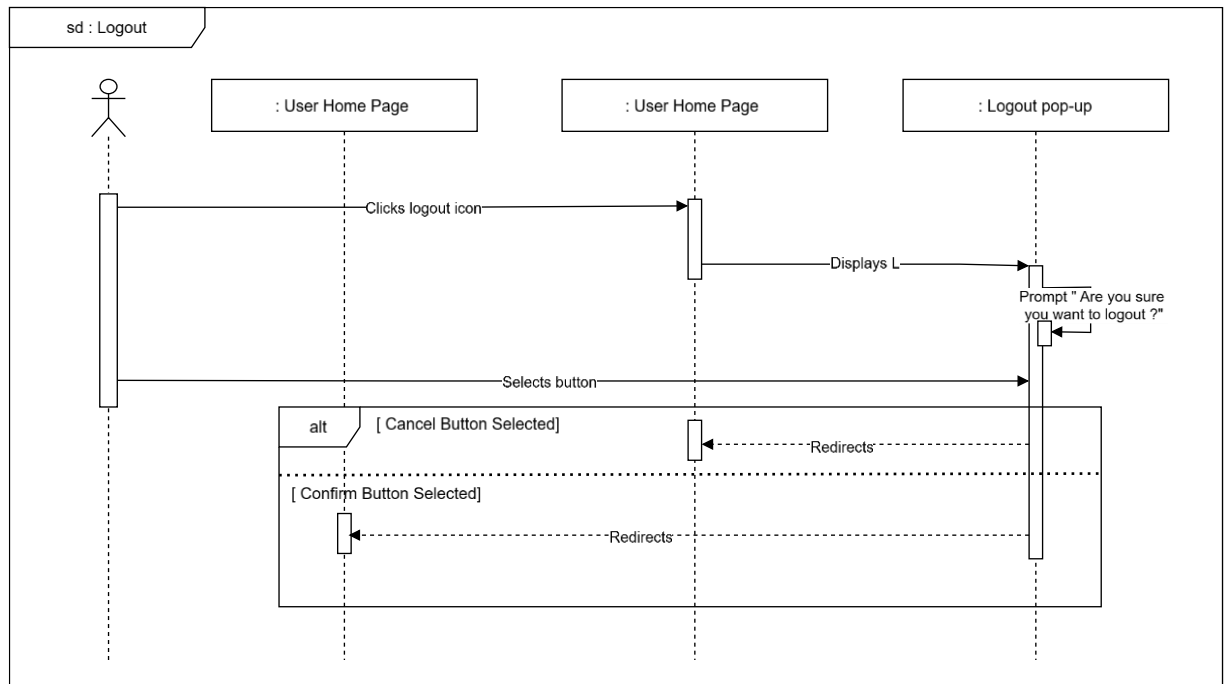 sd : Logout
: User Home Page
: User Home Page
: Logout pop-up
Clicks logout icon
Displays L
Prompt " Are you sure
you want to logout ?"
Selects button
alt
[ Cancel Button Selected]
Redirects
[ Confirm Button Selected]
Redirects